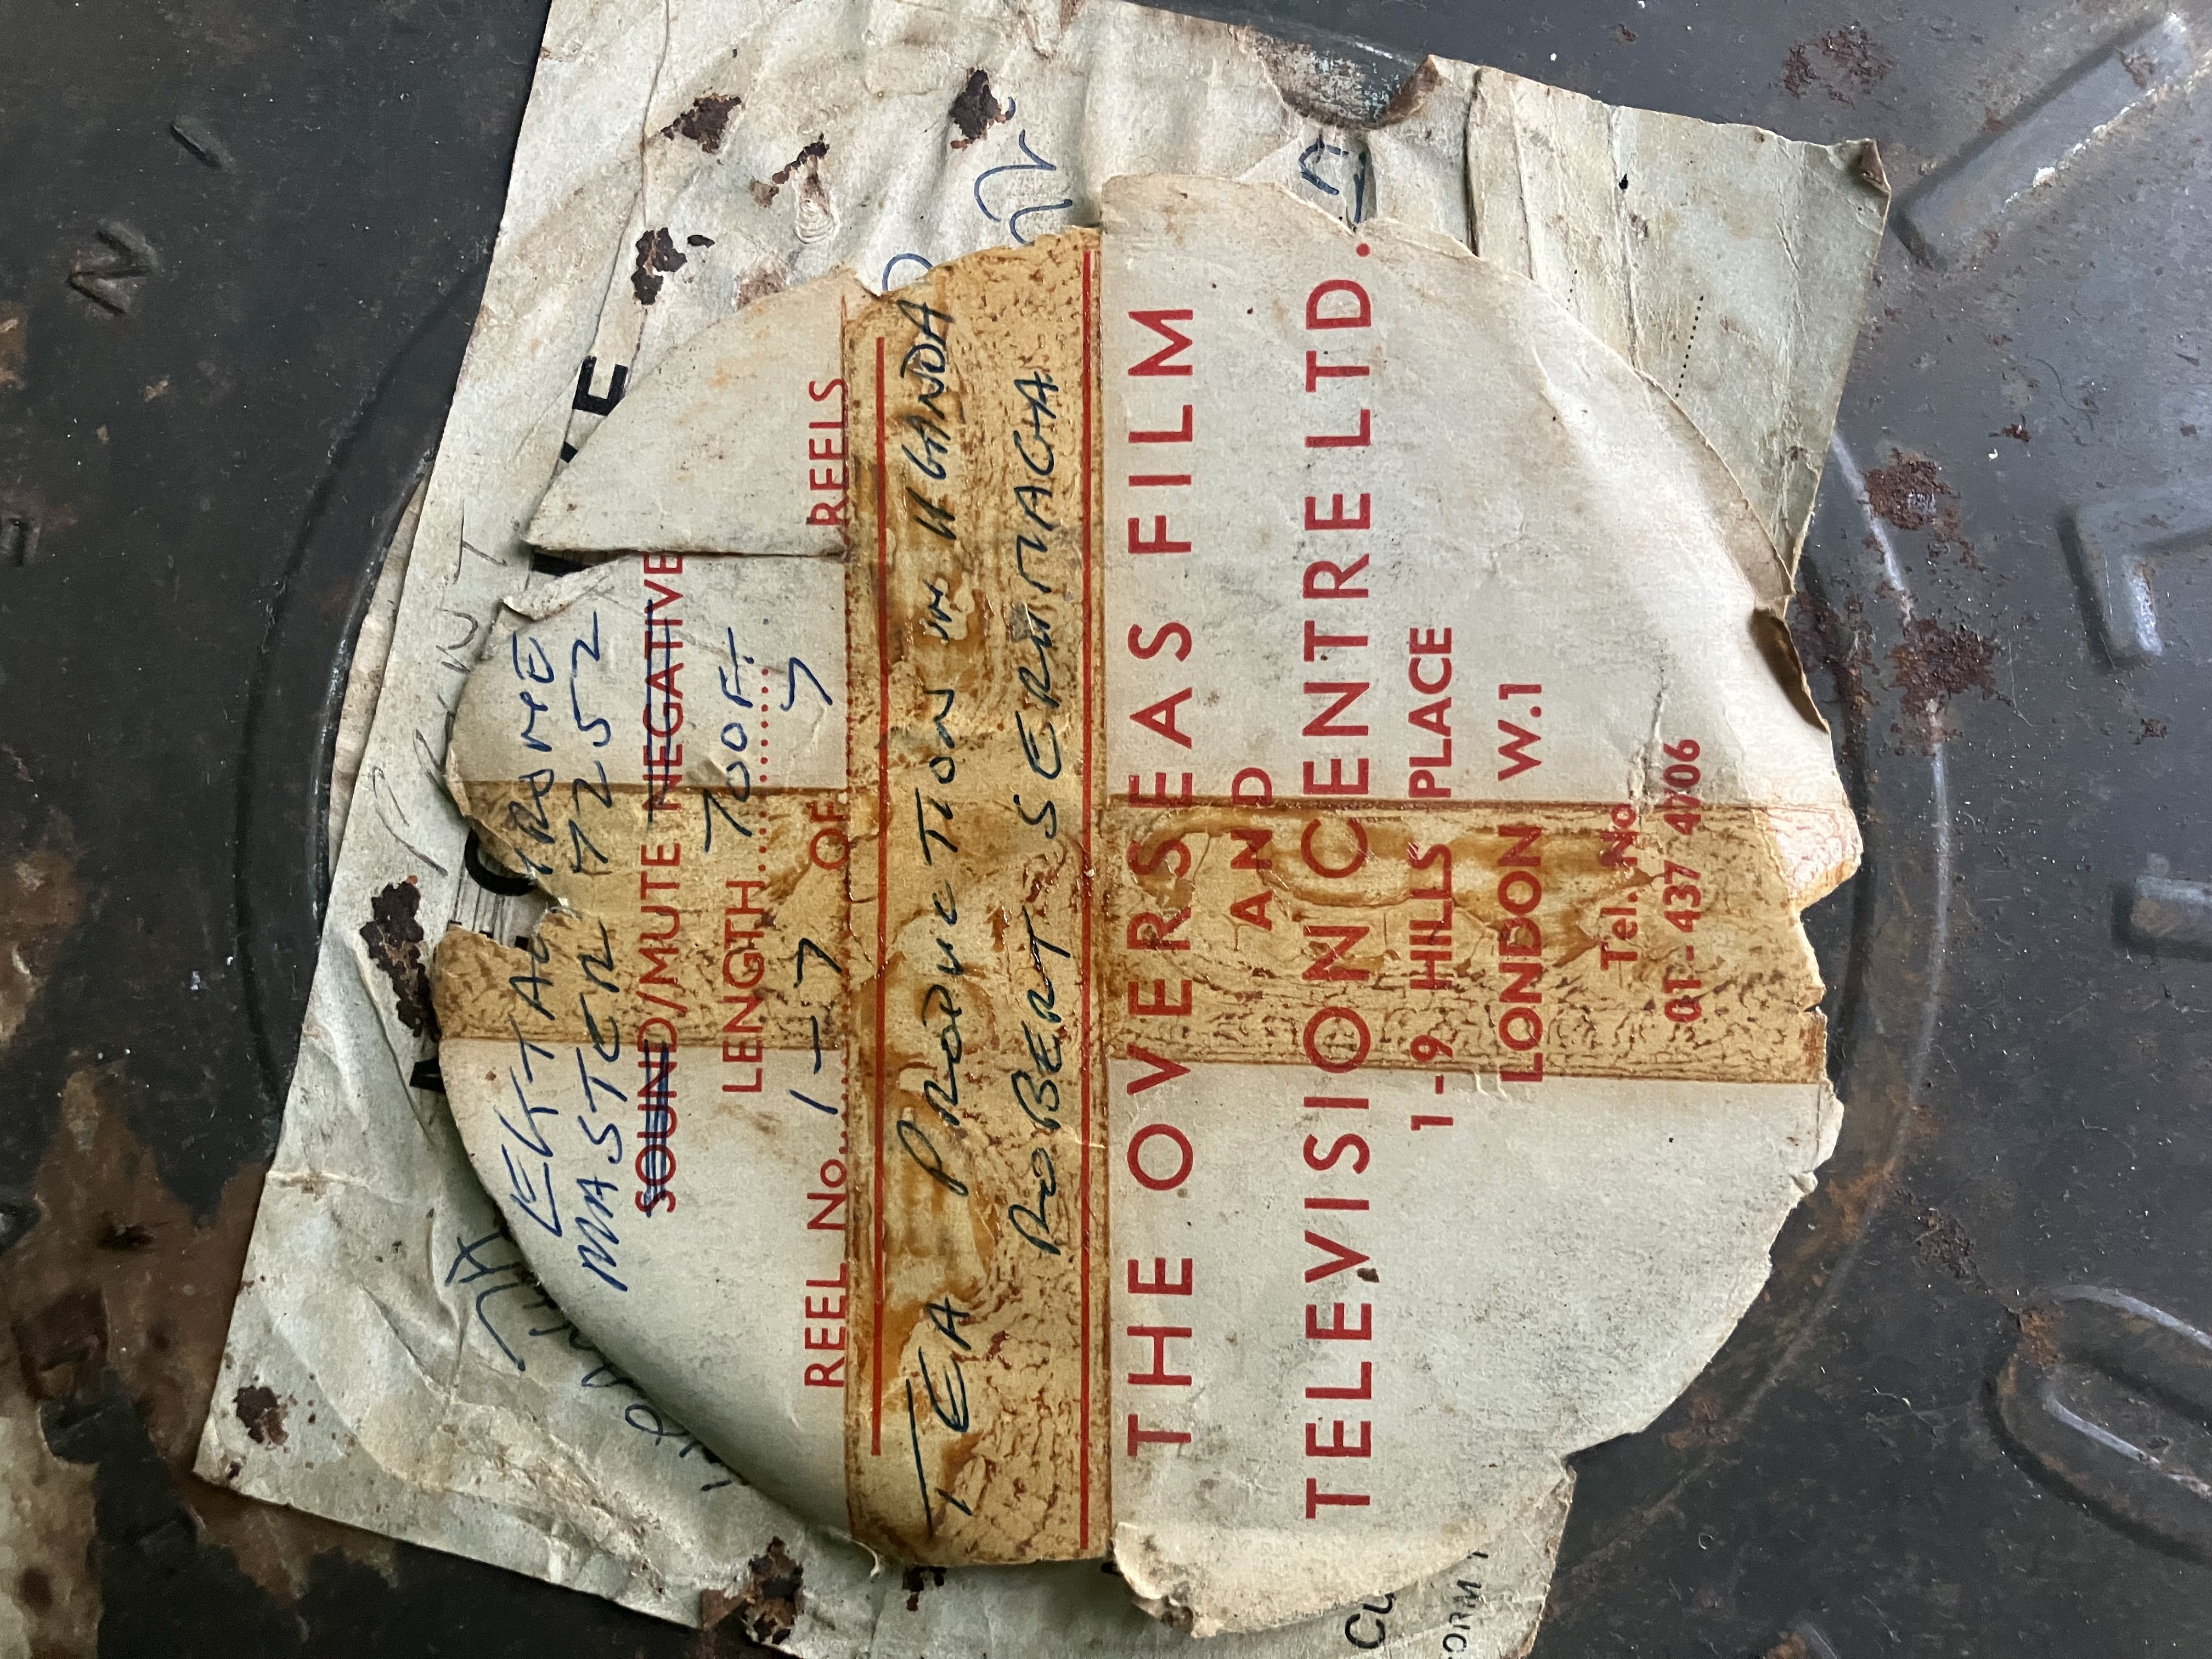 EKTACHROME
MASTER 7252
SOUND/MUTE NEGATIVE
LENGTH 700FT.
REEL No. 1-7 OF 7 REELS
TEA PRODUCTION IN UGANDA
ROBERT SERUMAGA
THE OVERSEAS FILM
AND
TELEVISION CENTRE LTD.
1-9 HILLS PLACE
LONDON W.1
Tel. No.
01-437 4706
PRINT